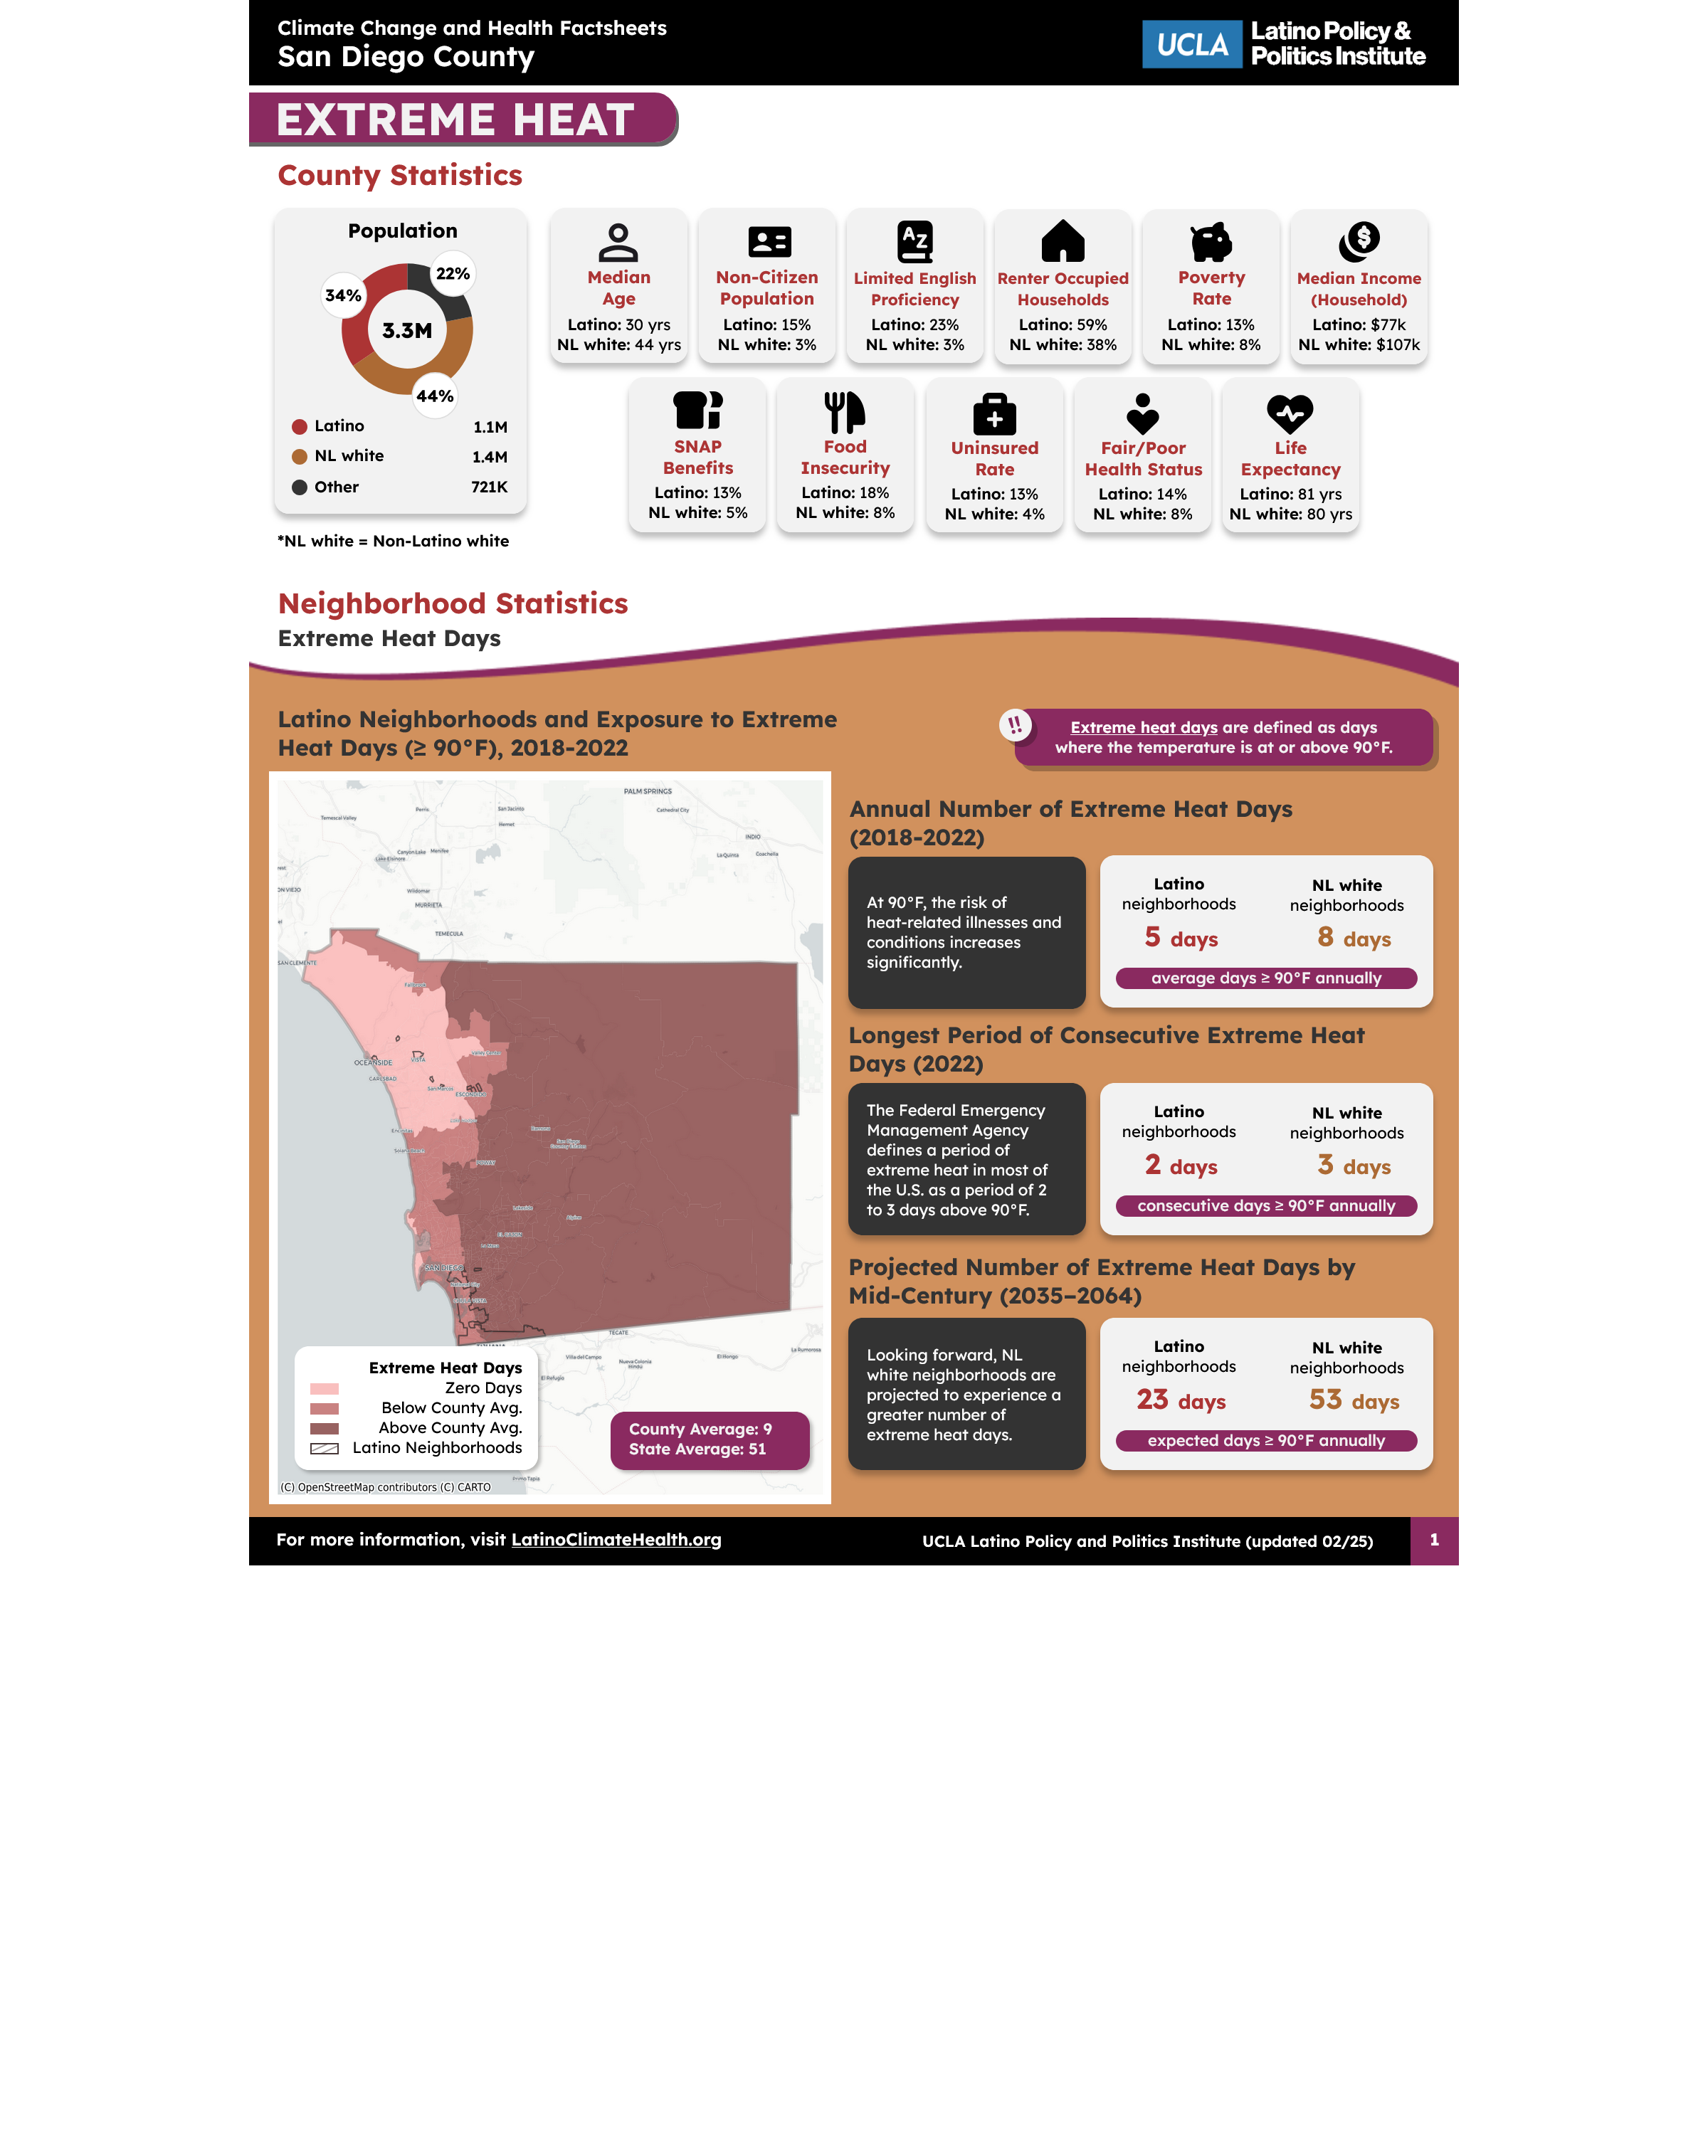 Climate Change and Health Factsheets
San Diego County
UCLA
Latino Policy &
Politics Institute
EXTREME HEAT
County Statistics
Population
22%
34%
3.3M
44%
Latino 1.1M
NL white 1.4M
Other 721K
*NL white = Non-Latino white
Median
Age
Latino: 30 yrs
NL white: 44 yrs
Non-Citizen
Population
Latino: 15%
NL white: 3%
AZ
Limited English
Proficiency
Latino: 23%
NL white: 3%
Renter Occupied
Households
Latino: 59%
NL white: 38%
Poverty
Rate
Latino: 13%
NL white: 8%
$
Median Income
(Household)
Latino: $77k
NL white: $107k
SNAP
Benefits
Latino: 13%
NL white: 5%
Food
Insecurity
Latino: 18%
NL white: 8%
Uninsured
Rate
Latino: 13%
NL white: 4%
Fair/Poor
Health Status
Latino: 14%
NL white: 8%
Life
Expectancy
Latino: 81 yrs
NL white: 80 yrs
Neighborhood Statistics
Extreme Heat Days
Latino Neighborhoods and Exposure to Extreme
Heat Days (≥ 90°F), 2018-2022
!!
Extreme heat days are defined as days
where the temperature is at or above 90°F.
PALM SPRINGS
Cathedral City
Temescal Valley
Perris
San Jacinto
Hemet
INDIO
La Quinta
Coachella
Canyon Lake
Menifee
Lake Elsinore
Wildomar
MURRIETA
TEMECULA
SAN CLEMENTE
OCEANSIDE
VISTA
CARLSBAD
San Marcos
ESCONDIDO
Encinitas
Solana Beach
Ramona
POWAY
Lakeside
Alpine
EL CAJON
LA MESA
SAN DIEGO
National City
CHULA VISTA
TECATE
Villa del Campo
Nueva Colonia
Hindú
El Hongo
La Rumorosa
El Refugio
Primo Tapia
Extreme Heat Days
Zero Days
Below County Avg.
Above County Avg.
Latino Neighborhoods
County Average: 9
State Average: 51
(C) OpenStreetMap contributors (C) CARTO
Annual Number of Extreme Heat Days
(2018-2022)
At 90°F, the risk of
heat-related illnesses and
conditions increases
significantly.
Latino
neighborhoods
5 days
NL white
neighborhoods
8 days
average days ≥ 90°F annually
Longest Period of Consecutive Extreme Heat
Days (2022)
The Federal Emergency
Management Agency
defines a period of
extreme heat in most of
the U.S. as a period of 2
to 3 days above 90°F.
Latino
neighborhoods
2 days
NL white
neighborhoods
3 days
consecutive days ≥ 90°F annually
Projected Number of Extreme Heat Days by
Mid-Century (2035–2064)
Looking forward, NL
white neighborhoods are
projected to experience a
greater number of
extreme heat days.
Latino
neighborhoods
23 days
NL white
neighborhoods
53 days
expected days ≥ 90°F annually
For more information, visit LatinoClimateHealth.org
UCLA Latino Policy and Politics Institute (updated 02/25)
1